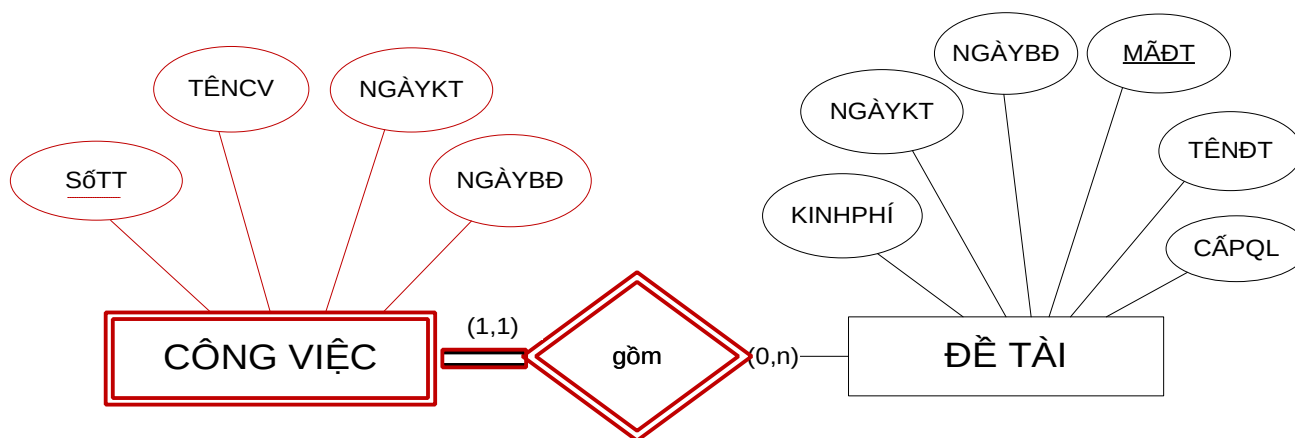 NGÀYBĐ
MÃĐT
TÊNCV
NGÀYKT
NGÀYKT
TÊNĐT
SốTT
NGÀYBĐ
KINHPHÍ
CẤPQL
(1,1)
CÔNG VIỆC
gồm
(0,n)
ĐỀ TÀI